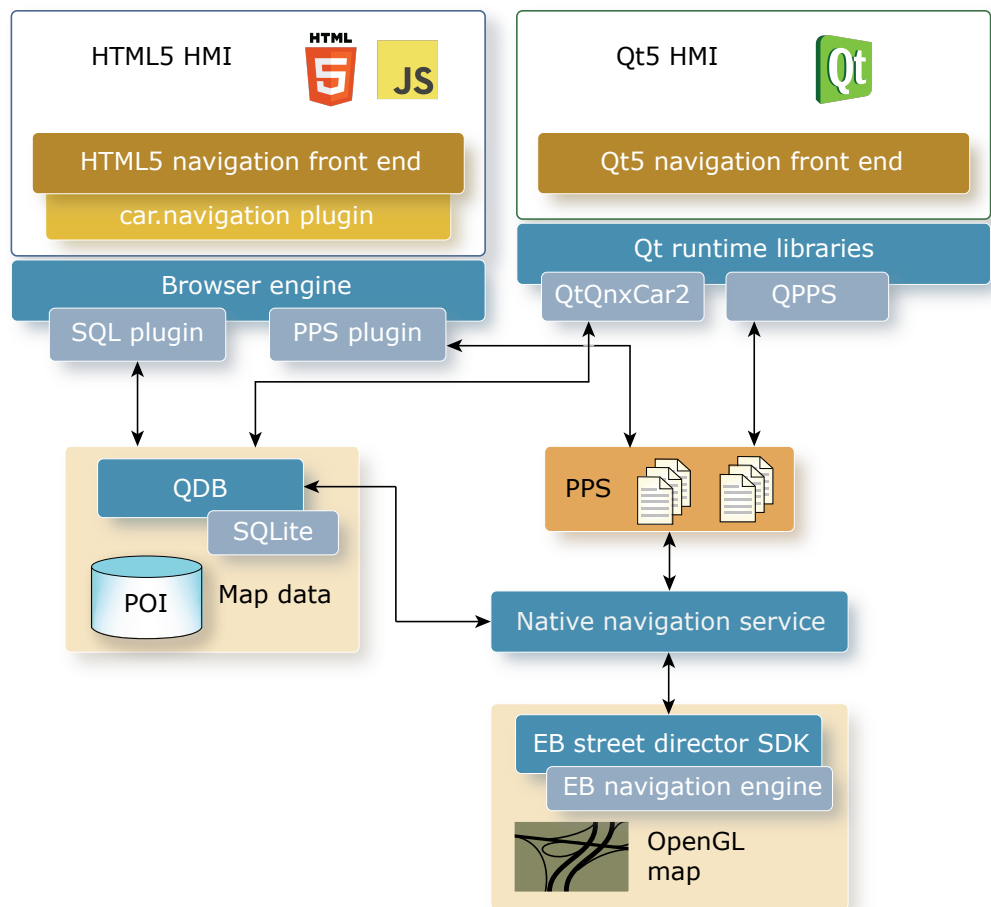 HTML5 HMI
HTML
5
JS
HTML5 navigation front end
car.navigation plugin
Browser engine
SQL plugin
PPS plugin
Qt5 HMI
Qt
Qt5 navigation front end
Qt runtime libraries
QtQnxCar2
QPPS
QDB
SQLite
POI
Map data
PPS
Native navigation service
EB street director SDK
EB navigation engine
OpenGL
map